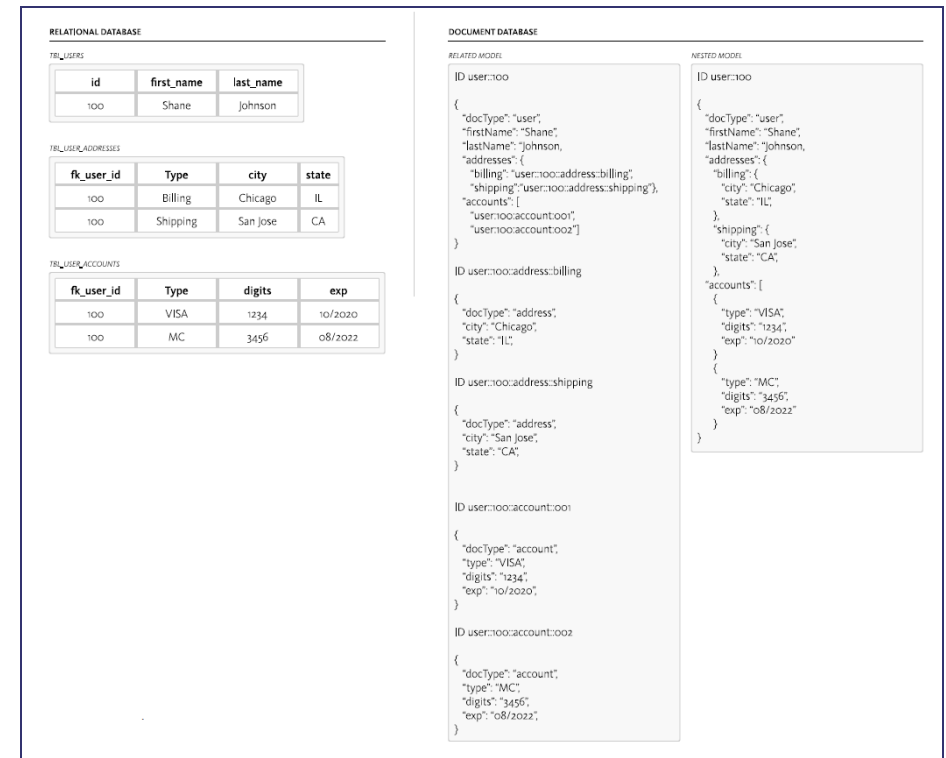 RELATIONAL DATABASE
TBL_USERS
id first_name last_name
100 Shane Johnson
TBL_USER_ADDRESSES
fk_user_id Type city state
100 Billing Chicago IL
100 Shipping San Jose CA
TBL_USER_ACCOUNTS
fk_user_id Type digits exp
100 VISA 1234 10/2020
100 MC 3456 08/2022
DOCUMENT DATABASE
RELATED MODEL
ID user::100
{
"docType": "user",
"firstName": "Shane",
"lastName": "Johnson,
"addresses": {
"billing": "user::100::address::billing",
"shipping":"user::100::address::shipping"},
"accounts": [
"user:100:account:001",
"user:100:account:002"]
}
ID user::100::address::billing
{
"docType": "address",
"city": "Chicago",
"state": "IL",
}
ID user::100::address::shipping
{
"docType": "address",
"city": "San Jose",
"state": "CA",
}
ID user::100::account::001
{
"docType": "account",
"type": "VISA",
"digits": "1234",
"exp": "10/2020",
}
ID user::100::account::002
{
"docType": "account",
"type": "MC",
"digits": "3456",
"exp": "08/2022",
}
NESTED MODEL
ID user::100
{
"docType": "user",
"firstName": "Shane",
"lastName": "Johnson,
"addresses": {
"billing": {
"city": "Chicago",
"state": "IL",
},
"shipping": {
"city": "San Jose",
"state": "CA",
},
"accounts": [
{
"type": "VISA",
"digits": "1234",
"exp": "10/2020"
}
{
"type": "MC",
"digits": "3456",
"exp": "08/2022"
}
}